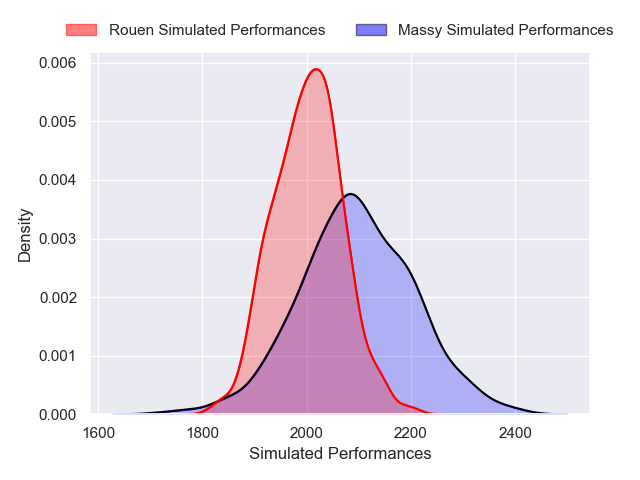 Rouen Simulated Performances Massy Simulated Performances
0.006
0.005
0.004
0.003
0.002
0.001
0.000
Density
1600 1800 2000 2200 2400
Simulated Performances